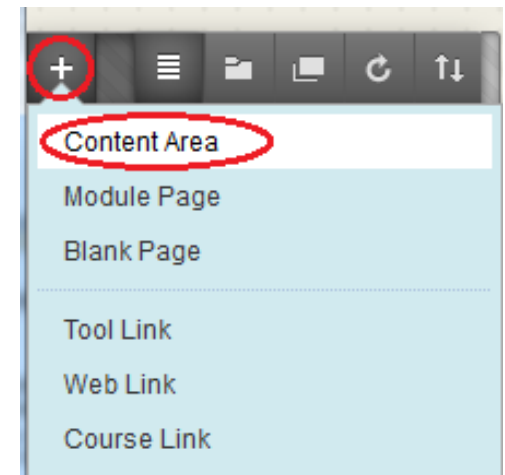 Content Area
Module Page
Blank Page
Tool Link
Web Link
Course Link